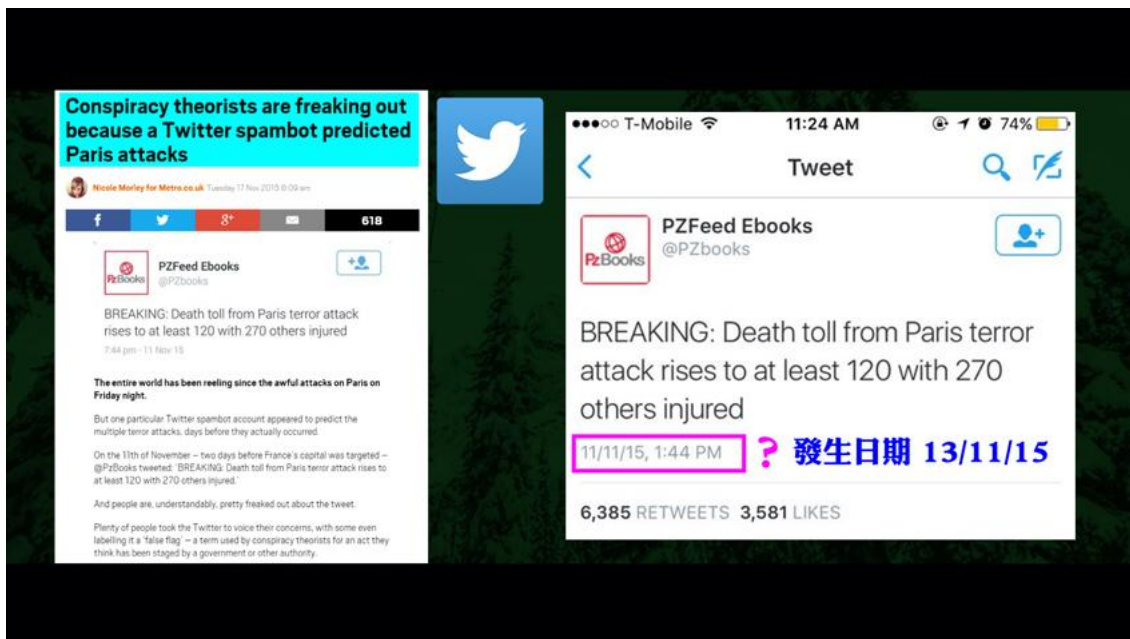 Conspiracy theorists are freaking out
because a Twitter spambot predicted
Paris attacks
Nicole Morley for Metro.co.uk Tuesday 17 Nov 2015 8:09 am
f
8+
618
PzBooks
PZFeed Ebooks
@PZbooks
BREAKING: Death toll from Paris terror attack
rises to at least 120 with 270 others injured
7:44 pm - 11 Nov 15
The entire world has been reeling since the awful attacks on Paris on
Friday night.
But one particular Twitter spambot account appeared to predict the
multiple terror attacks, days before they actually occurred.
On the 11th of November – two days before France's capital was targeted –
@PzBooks tweeted: 'BREAKING: Death toll from Paris terror attack rises to
at least 120 with 270 others injured.'
And people are, understandably, pretty freaked out about the tweet.
Plenty of people took the Twitter to voice their concerns, with some even
labelling it a 'false flag' – a term used by conspiracy theorists for an act they
think has been staged by a government or other authority.
T-Mobile 11:24 AM 74%
Tweet
PzBooks
PZFeed Ebooks
@PZbooks
BREAKING: Death toll from Paris terror
attack rises to at least 120 with 270
others injured
11/11/15, 1:44 PM ? 發生日期 13/11/15
6,385 RETWEETS 3,581 LIKES